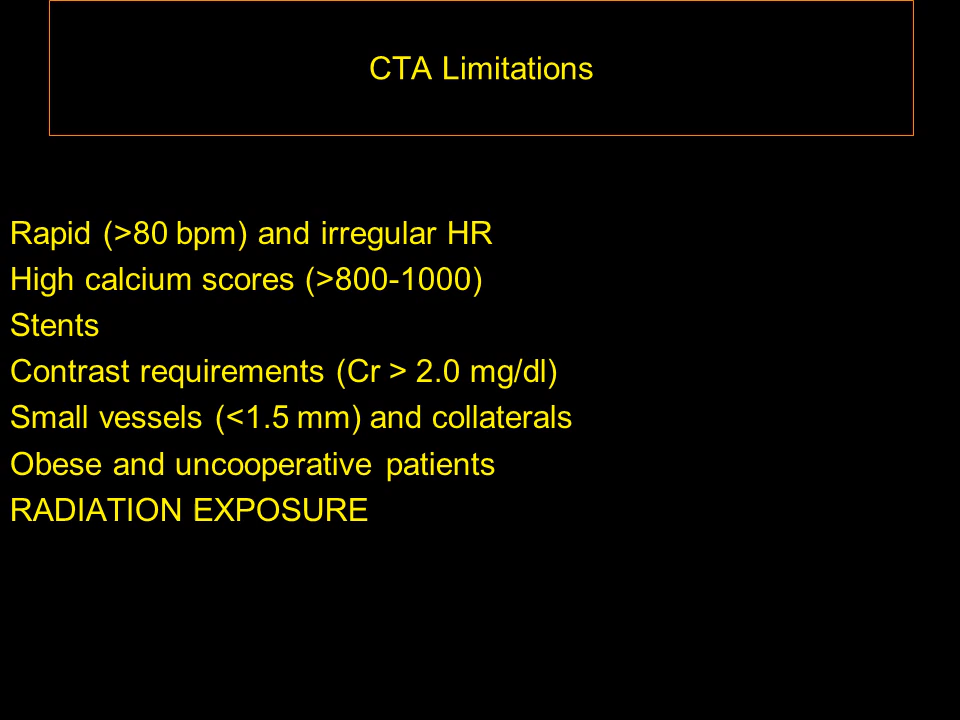 CTA Limitations
Rapid (>80 bpm) and irregular HR
High calcium scores (>800-1000)
Stents
Contrast requirements (Cr > 2.0 mg/dl)
Small vessels (<1.5 mm) and collaterals
Obese and uncooperative patients
RADIATION EXPOSURE